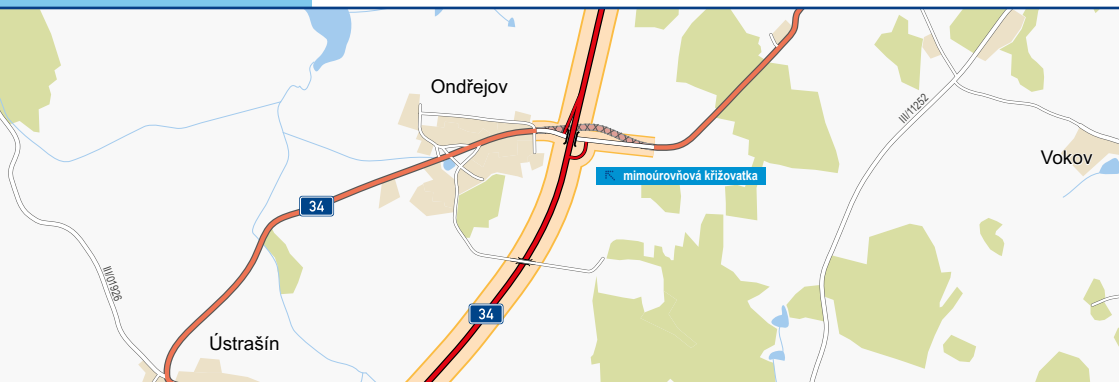 Ondřejov
III/11252
Vokov
mimoúrovňová křižovatka
34
III/01926
34
Ústrašín